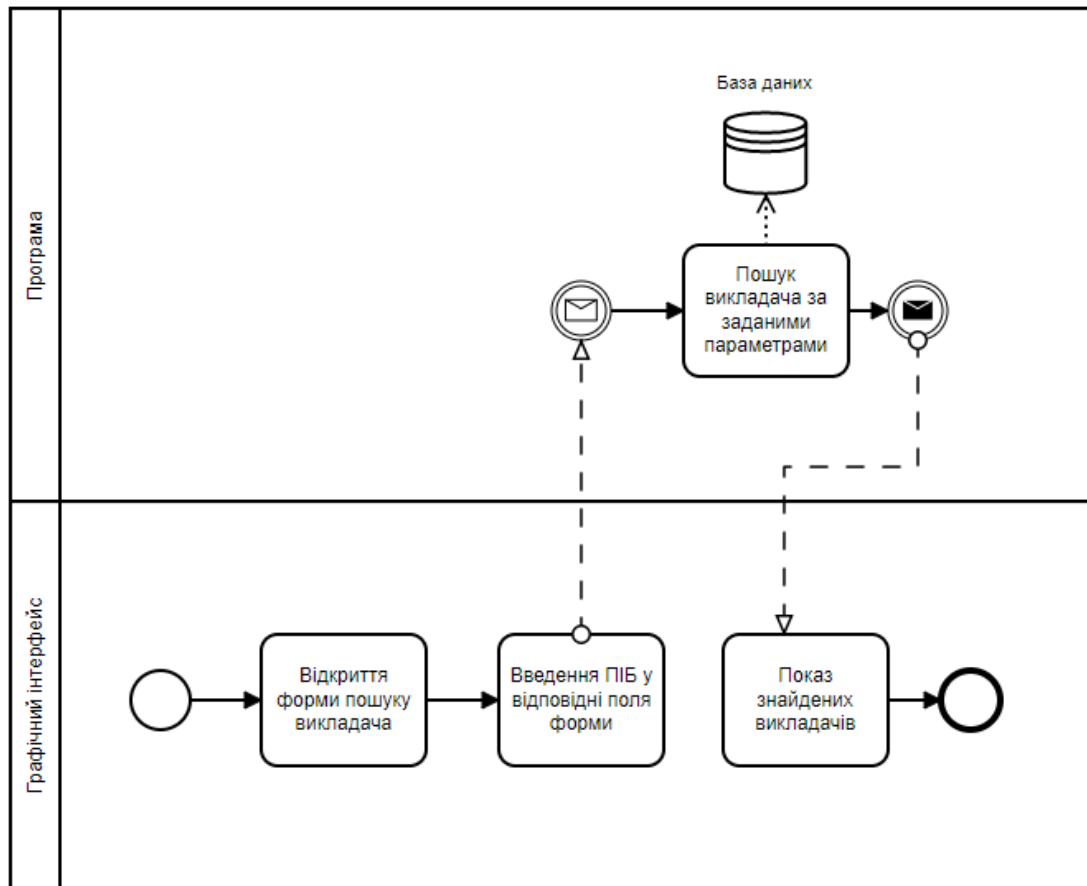 База даних
Програма
Пошук
викладача за
заданими
параметрами
Графічний інтерфейс
Відкриття
форми пошуку
викладача
Введення ПІБ у
відповідні поля
форми
Показ
знайдених
викладачів